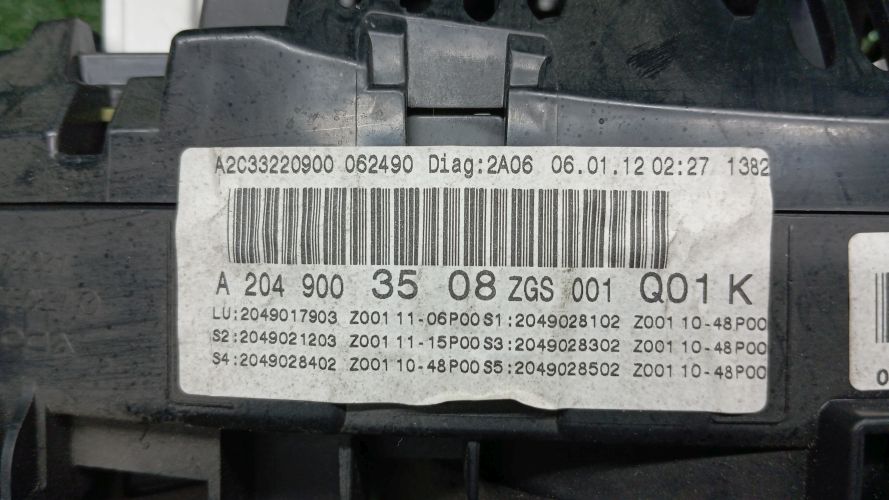 A2C33220900 062490 Diag:2A06 06.01.12 02:27 1382
A 204 900 35 08 ZGS 001 Q01 K
LU:2049017903 Z001 11-06P00 S1:2049028102 Z001 10-48P00
S2:2049021203 Z001 11-15P00 S3:2049028302 Z001 10-48P00
S4:2049028402 Z001 10-48P00 S5:2049028502 Z001 10-48P00
0